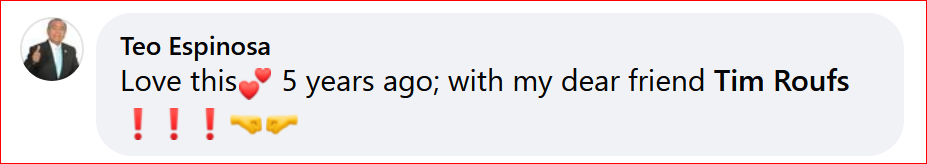 Teo Espinosa
Love this💕 5 years ago; with my dear friend Tim Roufs
❗❗❗🤜🤛